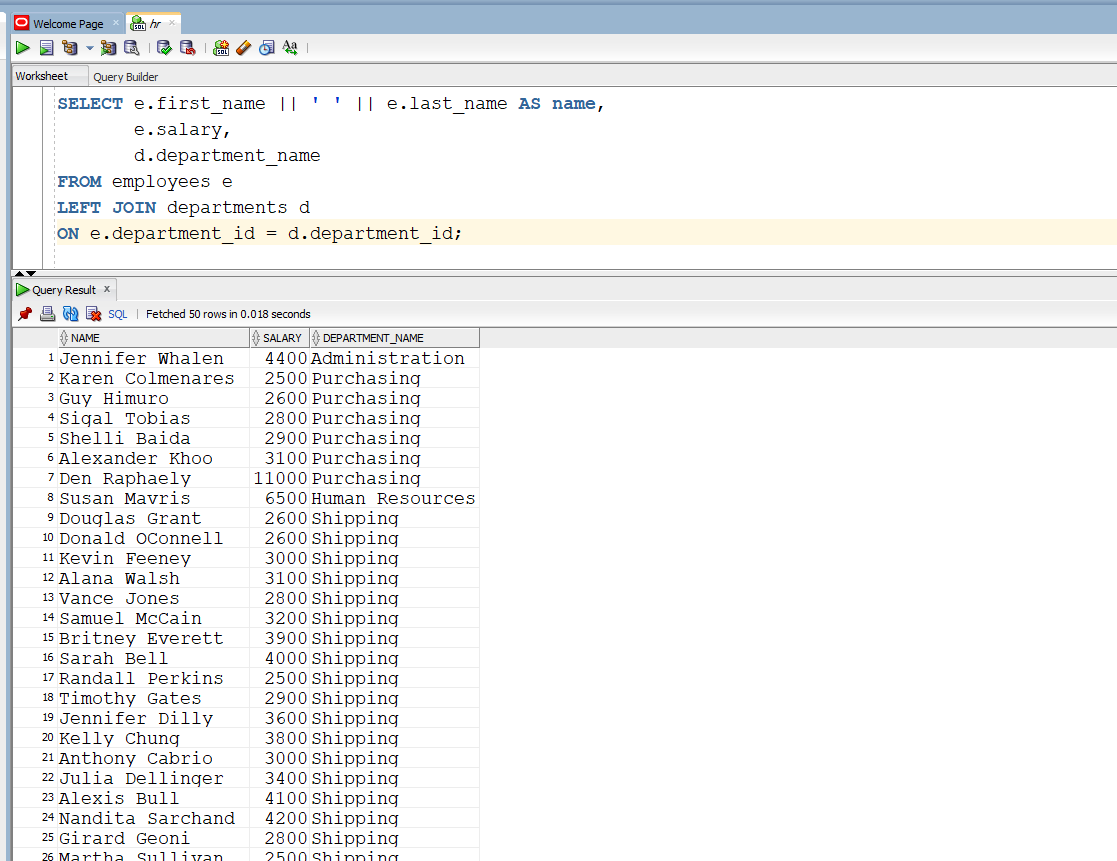 Welcome Page hr
Worksheet Query Builder
SELECT e.first_name || ' ' || e.last_name AS name,
e.salary,
d.department_name
FROM employees e
LEFT JOIN departments d
ON e.department_id = d.department_id;
Query Result x
SQL | Fetched 50 rows in 0.018 seconds
NAME SALARY DEPARTMENT_NAME
1 Jennifer Whalen 4400 Administration
2 Karen Colmenares 2500 Purchasing
3 Guy Himuro 2600 Purchasing
4 Sigal Tobias 2800 Purchasing
5 Shelli Baida 2900 Purchasing
6 Alexander Khoo 3100 Purchasing
7 Den Raphaely 11000 Purchasing
8 Susan Mavris 6500 Human Resources
9 Douglas Grant 2600 Shipping
10 Donald OConnell 2600 Shipping
11 Kevin Feeney 3000 Shipping
12 Alana Walsh 3100 Shipping
13 Vance Jones 2800 Shipping
14 Samuel McCain 3200 Shipping
15 Britney Everett 3900 Shipping
16 Sarah Bell 4000 Shipping
17 Randall Perkins 2500 Shipping
18 Timothy Gates 2900 Shipping
19 Jennifer Dilly 3600 Shipping
20 Kelly Chung 3800 Shipping
21 Anthony Cabrio 3000 Shipping
22 Julia Dellinger 3400 Shipping
23 Alexis Bull 4100 Shipping
24 Nandita Sarchand 4200 Shipping
25 Girard Geoni 2800 Shipping
26 Martha Sullivan 2500 Shipping